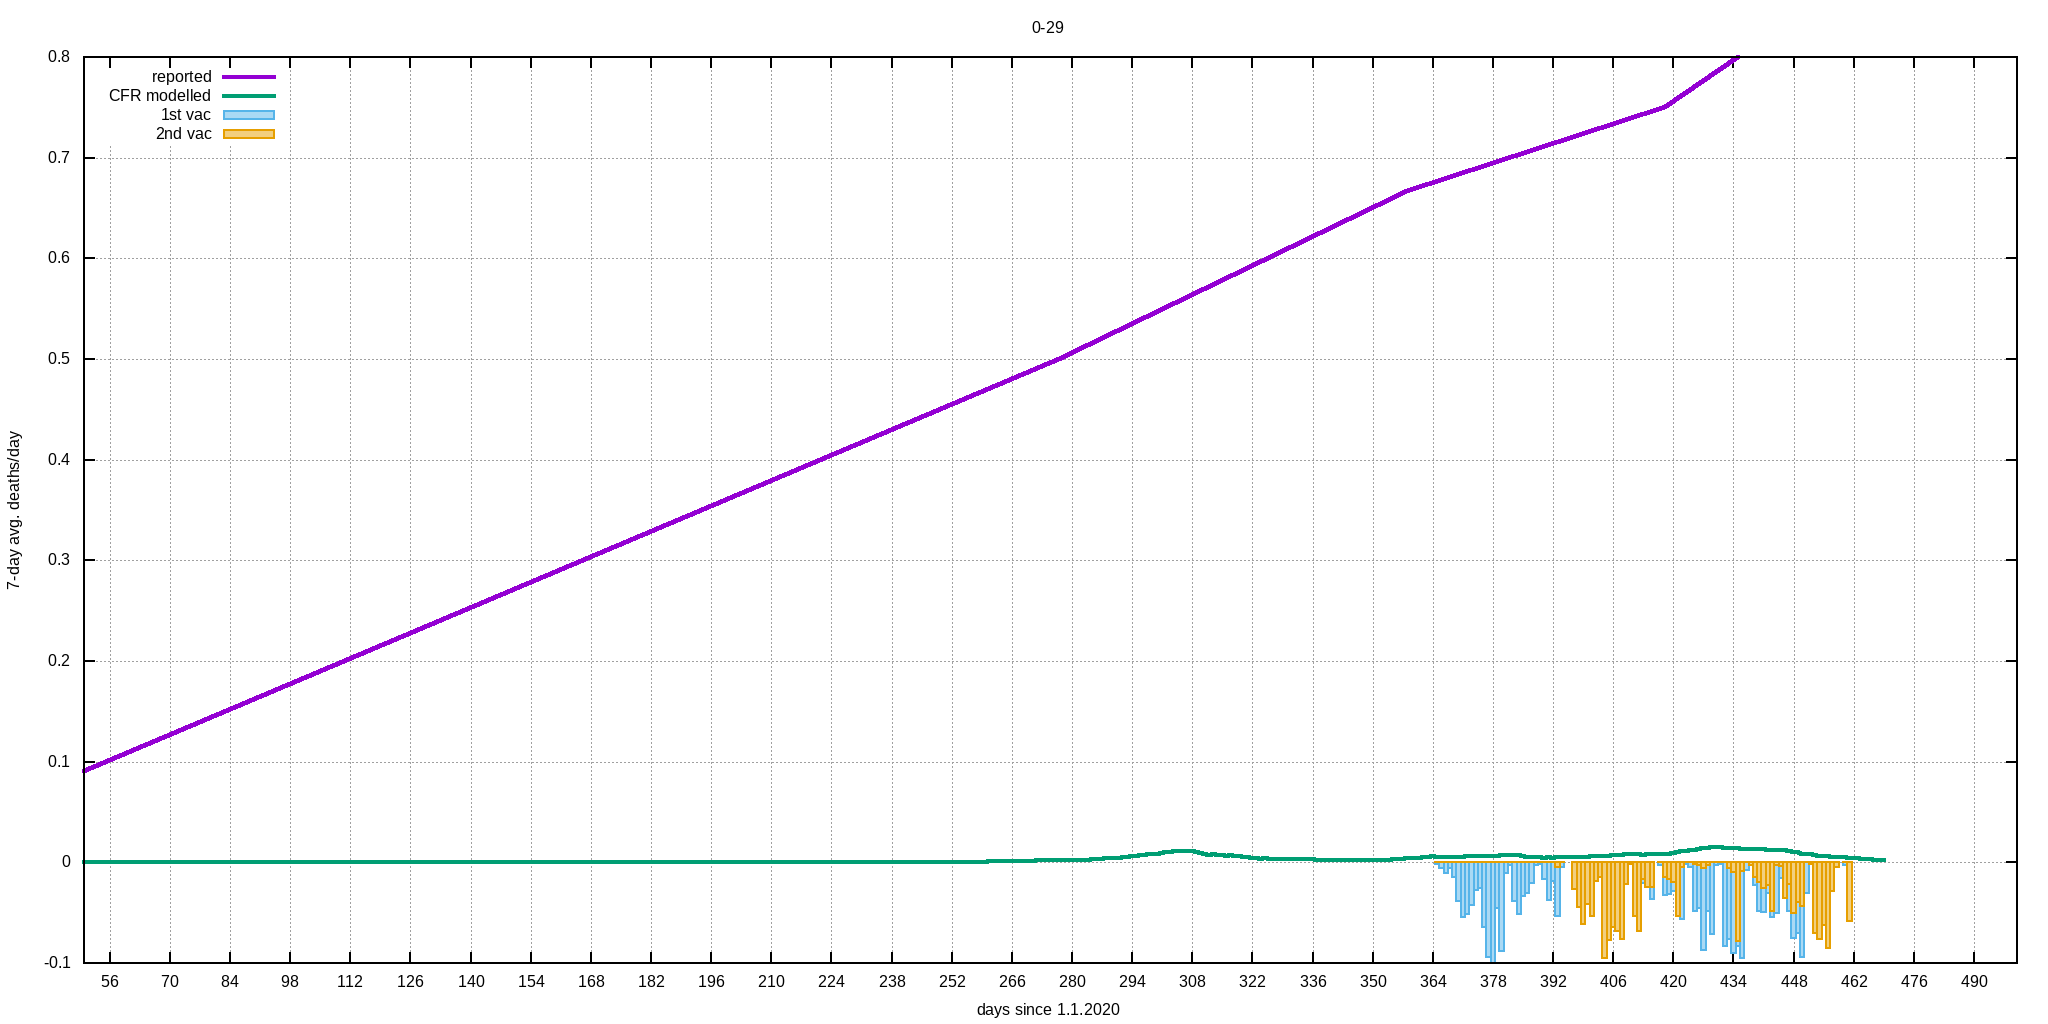 0-29
0.8
0.7
0.6
0.5
0.4
0.3
0.2
0.1
0
-0.1
7-day avg. deaths/day
reported
CFR modelled
1st vac
2nd vac
56 70 84 98 112 126 140 154 168 182 196 210 224 238 252 266 280 294 308 322 336 350 364 378 392 406 420 434 448 462 476 490
days since 1.1.2020